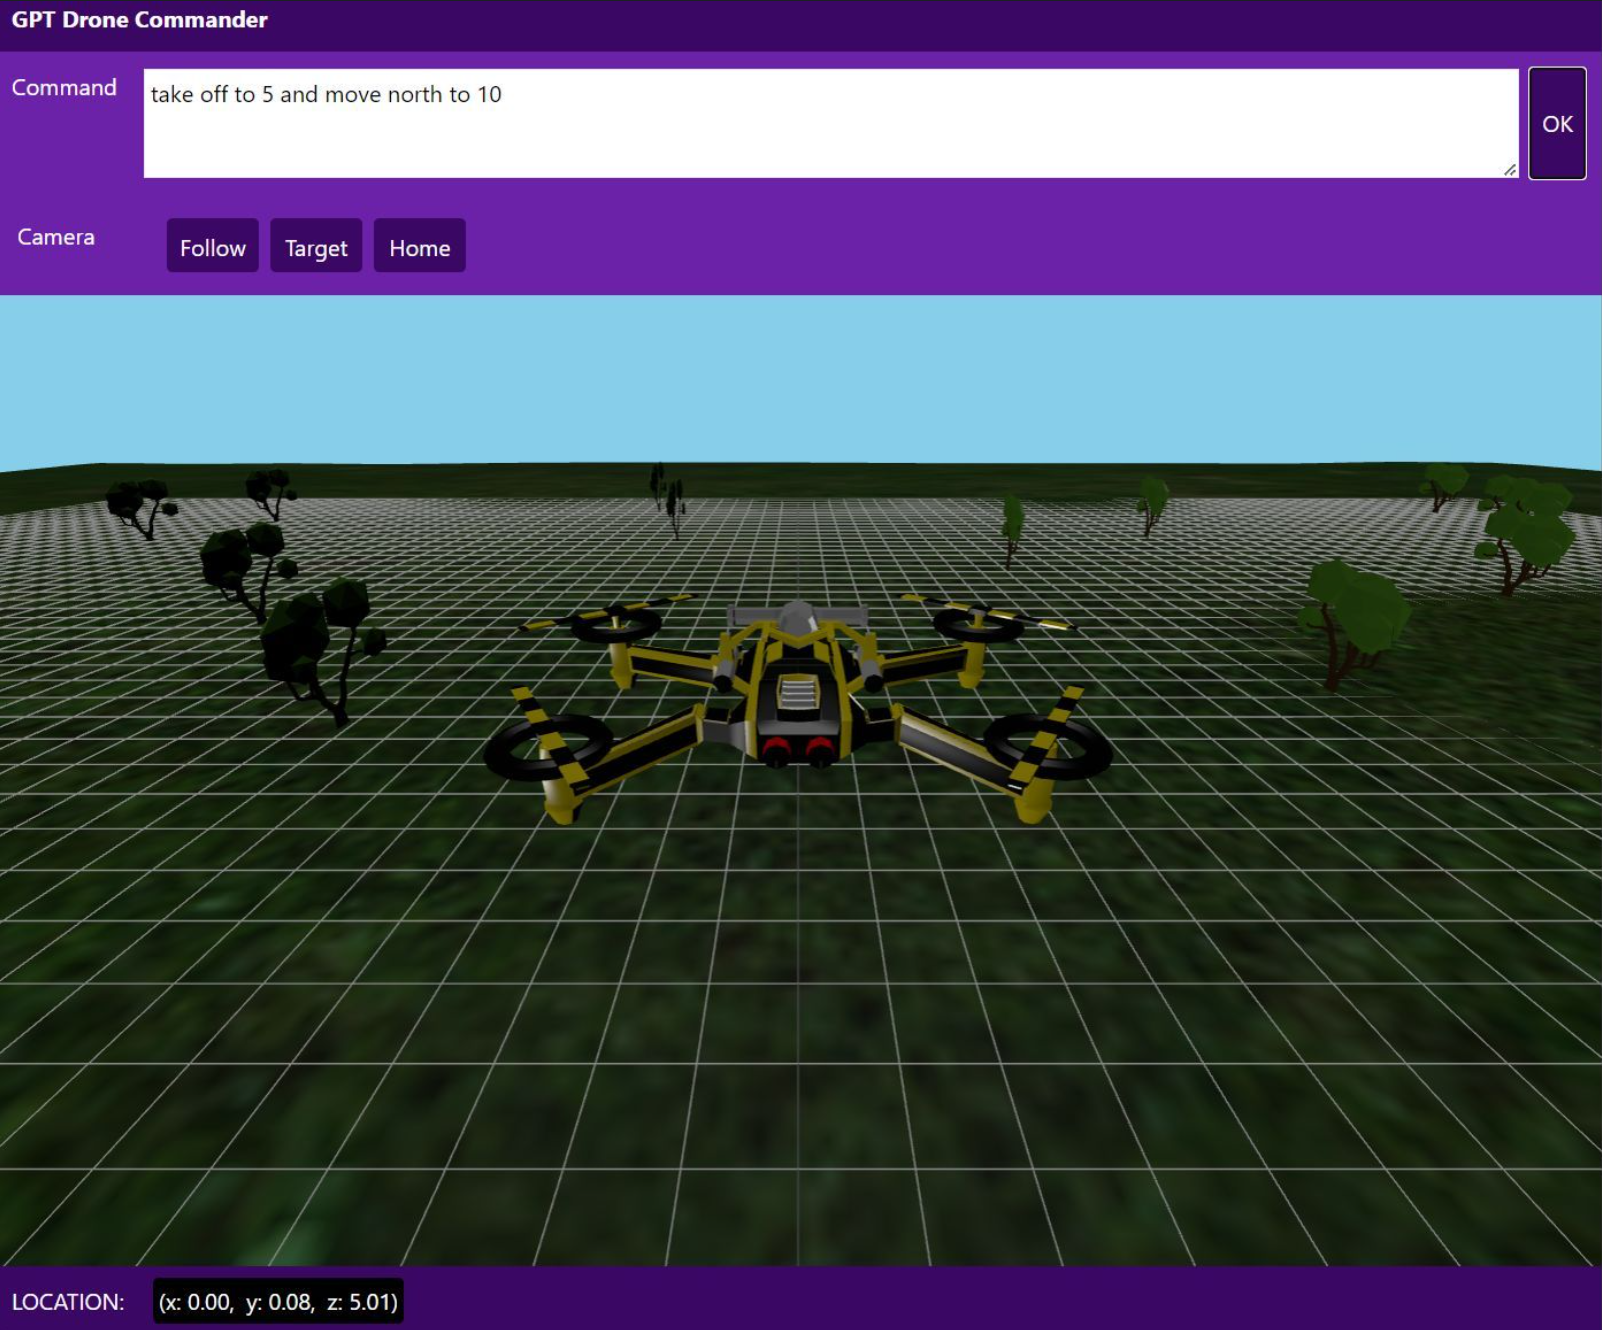 GPT Drone Commander
Command
take off to 5 and move north to 10
OK
Camera
Follow Target Home
LOCATION: (x: 0.00, y: 0.08, z: 5.01)